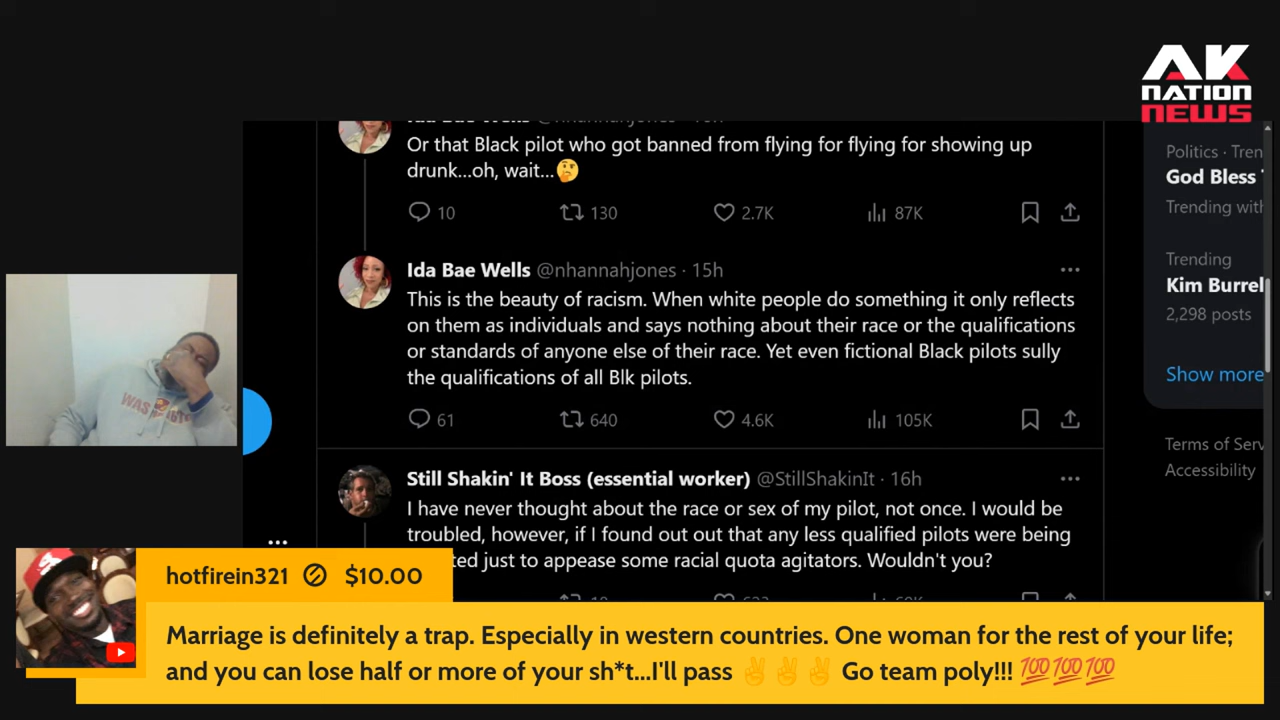 AK
NATION
NEWS
Or that Black pilot who got banned from flying for flying for showing up
drunk...oh, wait...🤔
10 130 2.7K 87K
Ida Bae Wells @nhannahjones · 15h
This is the beauty of racism. When white people do something it only reflects
on them as individuals and says nothing about their race or the qualifications
or standards of anyone else of their race. Yet even fictional Black pilots sully
the qualifications of all Blk pilots.
61 640 4.6K 105K
Still Shakin' It Boss (essential worker) @StillShakinIt · 16h
I have never thought about the race or sex of my pilot, not once. I would be
troubled, however, if I found out out that any less qualified pilots were being
just to appease some racial quota agitators. Wouldn't you?
Politics ·
God Bless
Trending
Trending
Kim
2,298 posts
Show more
Terms of
Accessibility
hotfirein321 $10.00
Marriage is definitely a trap. Especially in western countries. One woman for the rest of your life;
and you can lose half or more of your sh*t...I'll pass ✌✌✌ Go team poly!!! 💯💯💯